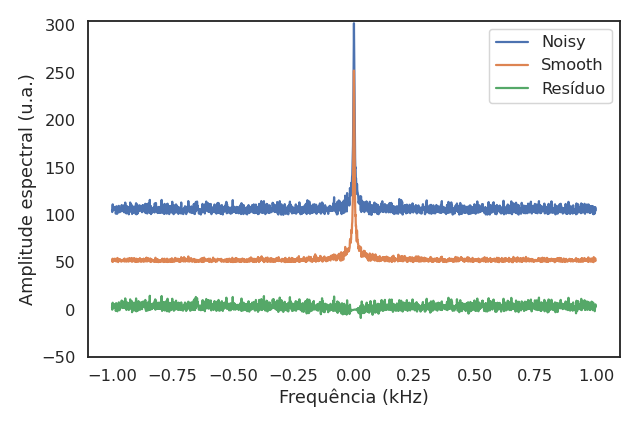 300
250
200
150
100
50
0
−50
Amplitude espectral (u.a.)
Noisy
Smooth
Resíduo
−1.00 −0.75 −0.50 −0.25 0.00 0.25 0.50 0.75 1.00
Frequência (kHz)